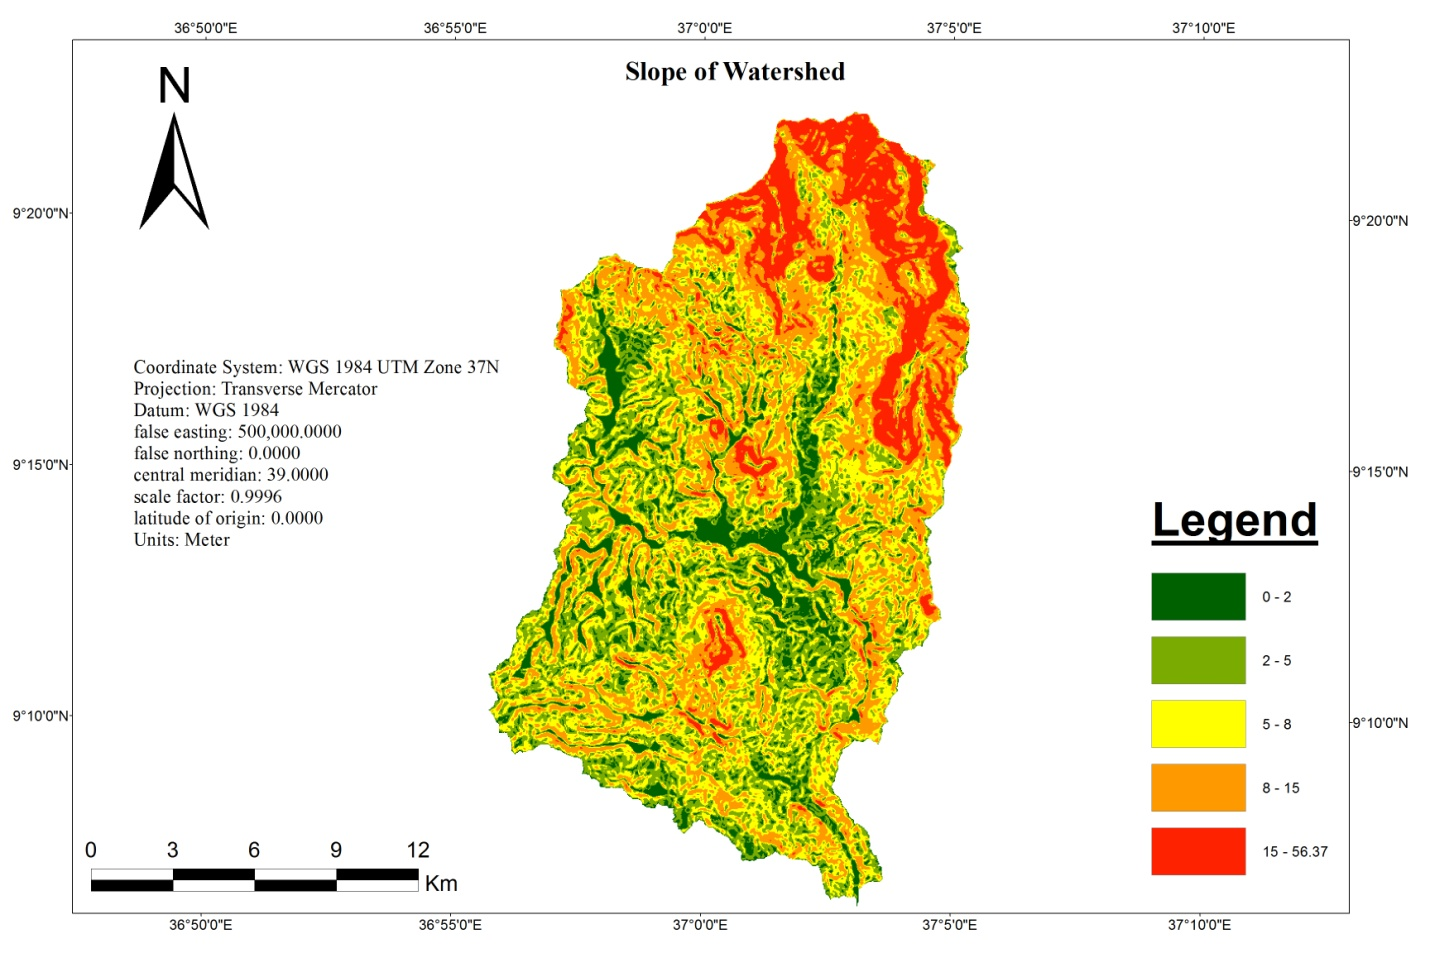 36°50'0"E 36°55'0"E 37°0'0"E 37°5'0"E 37°10'0"E
Slope of Watershed
N
9°20'0"N 9°20'0"N
Coordinate System: WGS 1984 UTM Zone 37N
Projection: Transverse Mercator
Datum: WGS 1984
false easting: 500,000.0000
false northing: 0.0000
central meridian: 39.0000
scale factor: 0.9996
latitude of origin: 0.0000
Units: Meter
9°15'0"N 9°15'0"N
Legend
0 - 2
2 - 5
5 - 8
8 - 15
15 - 56.37
9°10'0"N 9°10'0"N
0 3 6 9 12
Km
36°50'0"E 36°55'0"E 37°0'0"E 37°5'0"E 37°10'0"E